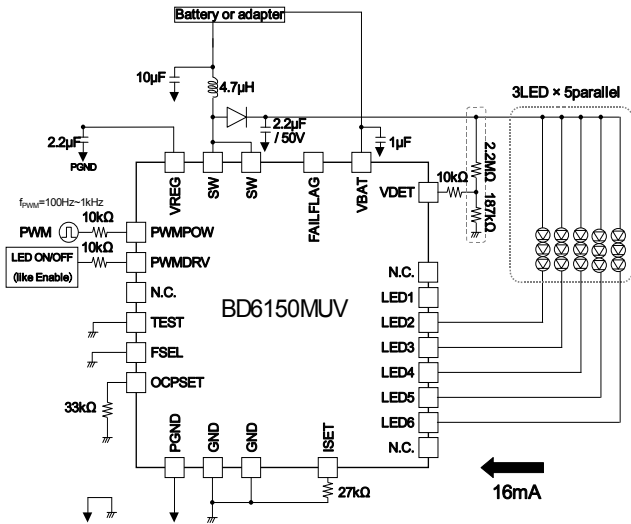 Battery or adapter
10µF
4.7µH
3LED × 5parallel
2.2µF
/ 50V
2.2µF
PGND
1µF
2.2MΩ
10kΩ
187kΩ
VREG
SW
SW
FAILFLAG
VBAT
VDET
fPWM=100Hz~1kHz
10kΩ
PWM
PWMPOW
10kΩ
LED ON/OFF
(like Enable)
PWMDRV
N.C.
TEST
FSEL
OCPSET
33kΩ
BD6150MUV
N.C.
LED1
LED2
LED3
LED4
LED5
LED6
N.C.
PGND
GND
GND
ISET
27kΩ
16mA